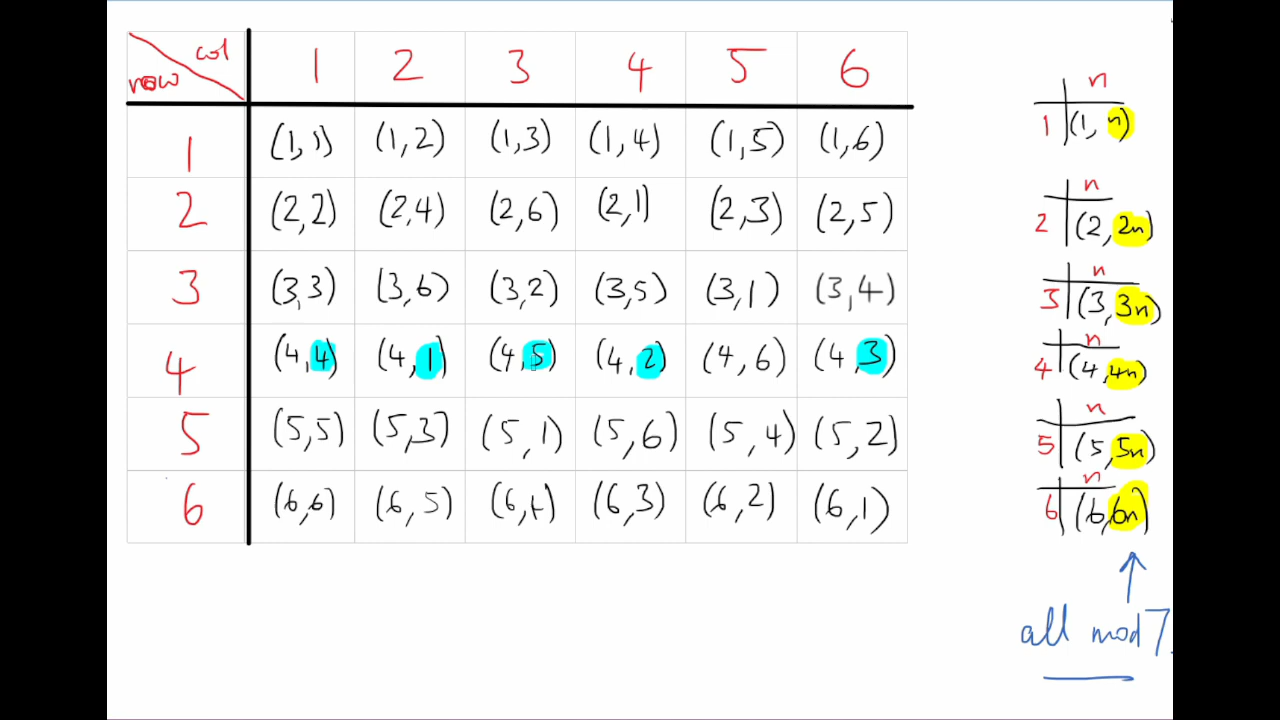 col
row
1 2 3 4 5 6
1 (1,1) (1,2) (1,3) (1,4) (1,5) (1,6)
2 (2,2) (2,4) (2,6) (2,1) (2,3) (2,5)
3 (3,3) (3,6) (3,2) (3,5) (3,1) (3,4)
4 (4,4) (4,1) (4,5) (4,2) (4,6) (4,3)
5 (5,5) (5,3) (5,1) (5,6) (5,4) (5,2)
6 (6,6) (6,5) (6,4) (6,3) (6,2) (6,1)
n
1 (1, n)
n
2 (2, 2n)
n
3 (3, 3n)
n
4 (4, 4n)
n
5 (5, 5n)
n
6 (6, 6n)
all mod 7.